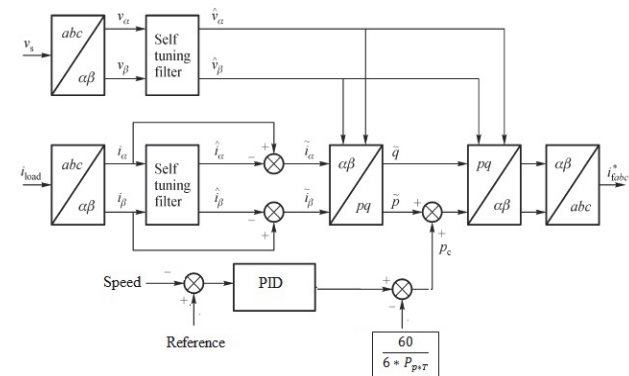 v_s
abc
αβ
v_α
v_β
Self
tuning
filter
v̂_α
v̂_β
i_load
abc
αβ
i_α
i_β
Self
tuning
filter
î_α
î_β
+
−
−
+
ĩ_α
ĩ_β
αβ
pq
q̃
p̃
+
+
p_c
pq
αβ
αβ
abc
i*_fabc
Speed
−
+
Reference
PID
+
−
60
6 * P_p*T